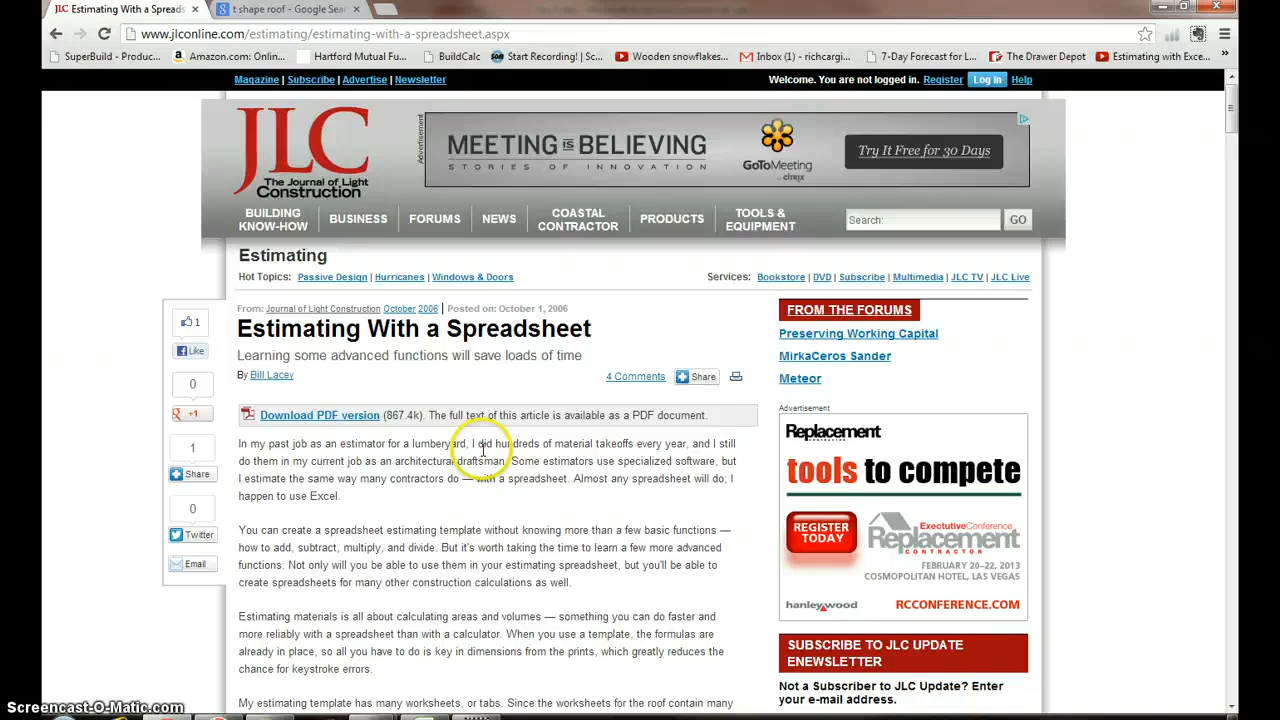 JLC Estimating With a Spreads
t shape roof - Google Sear
www.jlconline.com/estimating/estimating-with-a-spreadsheet.aspx
SuperBuild - Produc...
Amazon.com: Online...
Hartford Mutual Fun...
BuildCalc
Start Recording! | Sc...
Wooden snowflakes...
Inbox (...) - richcargi...
7-Day Forecast for L...
The Drawer Depot
Estimating with Exce...
Magazine | Subscribe | Advertise | Newsletter
Welcome. You are not logged in. Register Log in Help
JLC
The Journal of Light
Construction
Advertisement
MEETING IS BELIEVING
STORIES OF INNOVATION
GoToMeeting
by citrix
Try It Free for 30 Days
BUILDING KNOW-HOW
BUSINESS
FORUMS
NEWS
COASTAL CONTRACTOR
PRODUCTS
TOOLS & EQUIPMENT
Search:
GO
Estimating
Hot Topics: Passive Design | Hurricanes | Windows & Doors
Services: Bookstore | DVD | Subscribe | Multimedia | JLC TV | JLC Live
1
Like
0
+1
1
Share
0
Twitter
Email
From: Journal of Light Construction October 2006 | Posted on: October 1, 2006
Estimating With a Spreadsheet
Learning some advanced functions will save loads of time
By Bill Lacey
4 Comments
Share
Download PDF version (867.4k). The full text of this article is available as a PDF document.
In my past job as an estimator for a lumberyard, I did hundreds of material takeoffs every year, and I still
do them in my current job as an architectural draftsman. Some estimators use specialized software, but
I estimate the same way many contractors do — with a spreadsheet. Almost any spreadsheet will do; I
happen to use Excel.
You can create a spreadsheet estimating template without knowing more than a few basic functions —
how to add, subtract, multiply, and divide. But it's worth taking the time to learn a few more advanced
functions: Not only will you be able to use them in your estimating spreadsheet, but you'll be able to
create spreadsheets for many other construction calculations as well.
Estimating materials is all about calculating areas and volumes — something you can do faster and
more reliably with a spreadsheet than with a calculator. When you use a template, the formulas are
already in place, so all you have to do is key in dimensions from the prints, which greatly reduces the
chance for keystroke errors.
My estimating template has many worksheets, or tabs. Since the worksheets for the roof contain many
FROM THE FORUMS
Preserving Working Capital
MirkaCeros Sander
Meteor
Advertisement
Replacement
tools to compete
REGISTER TODAY
ExecutiveConference
Replacement
CONTRACTOR
FEBRUARY 20–22, 2013
COSMOPOLITAN HOTEL, LAS VEGAS
hanleywood
RCCONFERENCE.COM
SUBSCRIBE TO JLC UPDATE
ENEWSLETTER
Not a Subscriber to JLC Update? Enter
your e-mail address.
Screencast-O-Matic.com